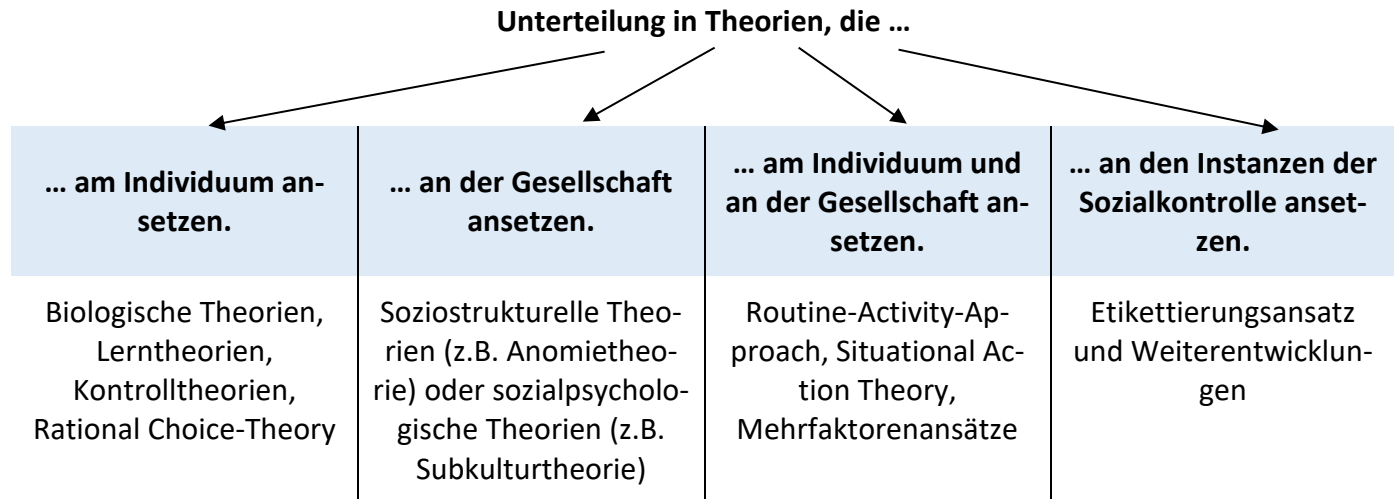 Unterteilung in Theorien, die …
… am Individuum an-
setzen.
… an der Gesellschaft
ansetzen.
… am Individuum und
an der Gesellschaft an-
setzen.
… an den Instanzen der
Sozialkontrolle anset-
zen.
Biologische Theorien,
Lerntheorien,
Kontrolltheorien,
Rational Choice-Theory
Soziostrukturelle Theo-
rien (z.B. Anomietheo-
rie) oder sozialpsycholo-
gische Theorien (z.B.
Subkulturtheorie)
Routine-Activity-Ap-
proach, Situational Ac-
tion Theory,
Mehrfaktorenansätze
Etikettierungsansatz
und Weiterentwicklun-
gen